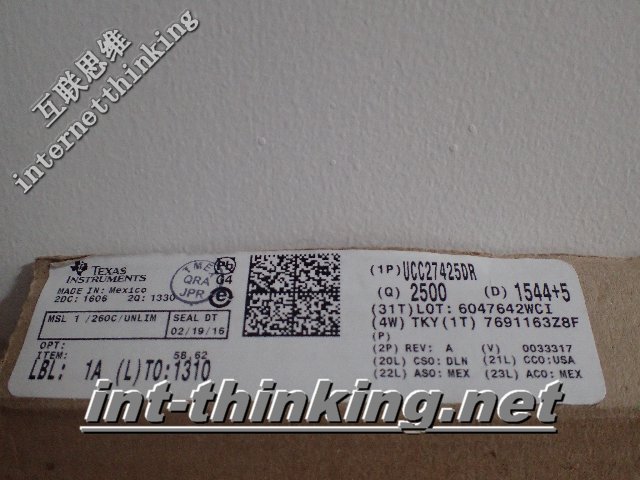 互联思维
internetthinking
TEXAS
INSTRUMENTS
MADE IN: Mexico
2DC: 1606 2Q: 1330
TME
QRA
JPR
Pb
G4
e
MSL 1 /260C/UNLIM
SEAL DT
02/19/16
OPT:
ITEM:
58,62
LBL: 1A (L)TO:1310
(1P)UCC27425DR
(Q) 2500 (D) 1544+5
(31T)LOT: 6047642WCI
(4W) TKY(1T) 7691163Z8F
(P)
(2P) REV: A (V) 0033317
(20L) CSO: DLN (21L) CCO:USA
(22L) ASO: MEX (23L) ACO: MEX
int-thinking.net